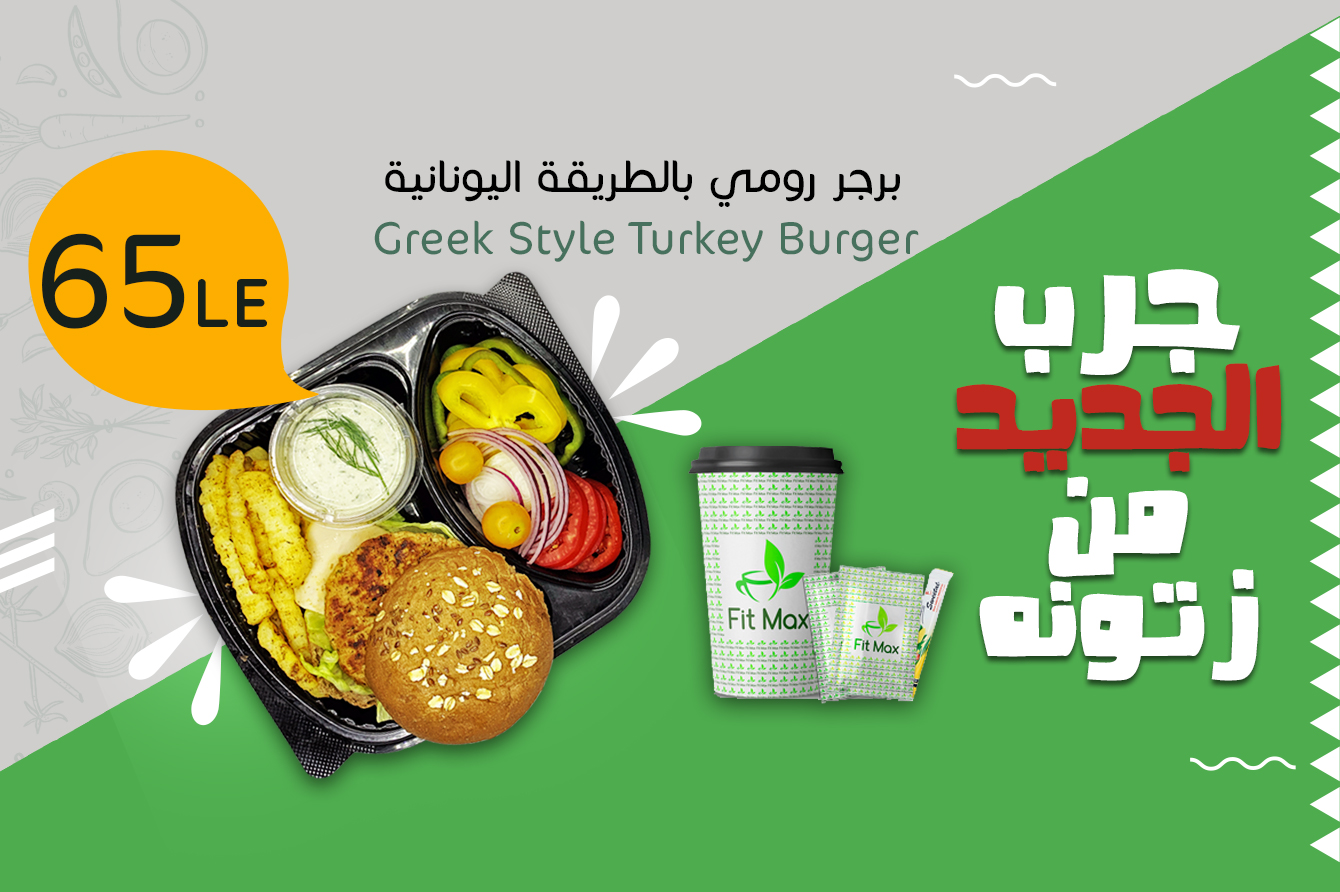 برجر رومي بالطريقة اليونانية
Greek Style Turkey Burger
65LE
جرب
الجديد
من
زتونه
Fit Max
Fit Max